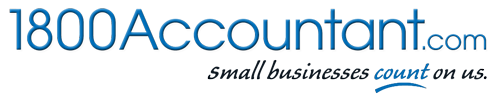 1800Accountant.com
small businesses count on us.